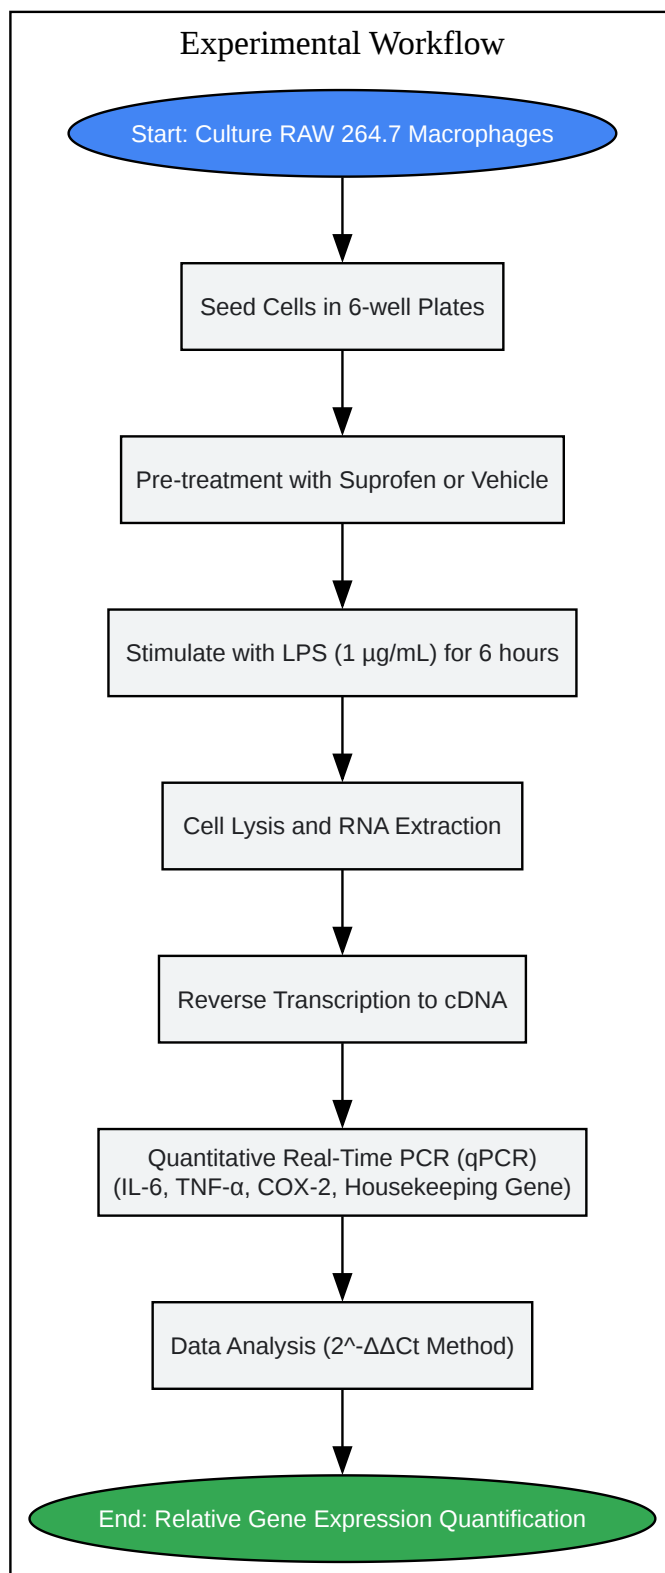 Experimental Workflow
Start: Culture RAW 264.7 Macrophages
Seed Cells in 6-well Plates
Pre-treatment with Suprofen or Vehicle
Stimulate with LPS (1 µg/mL) for 6 hours
Cell Lysis and RNA Extraction
Reverse Transcription to cDNA
Quantitative Real-Time PCR (qPCR)
(IL-6, TNF-α, COX-2, Housekeeping Gene)
Data Analysis (2^-ΔΔCt Method)
End: Relative Gene Expression Quantification